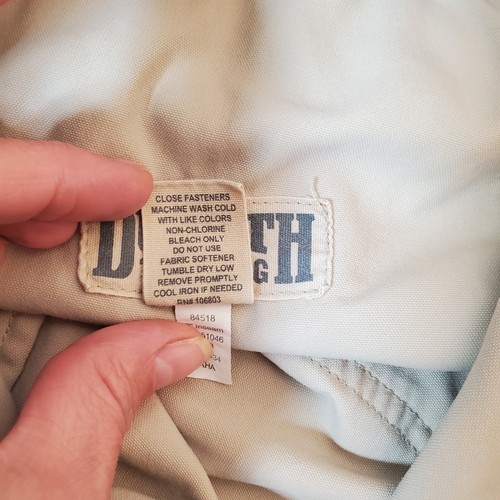 D TH
G
CLOSE FASTENERS
MACHINE WASH COLD
WITH LIKE COLORS
NON-CHLORINE
BLEACH ONLY
DO NOT USE
FABRIC SOFTENER
TUMBLE DRY LOW
REMOVE PROMPTLY
COOL IRON IF NEEDED
RN# 106803
84518